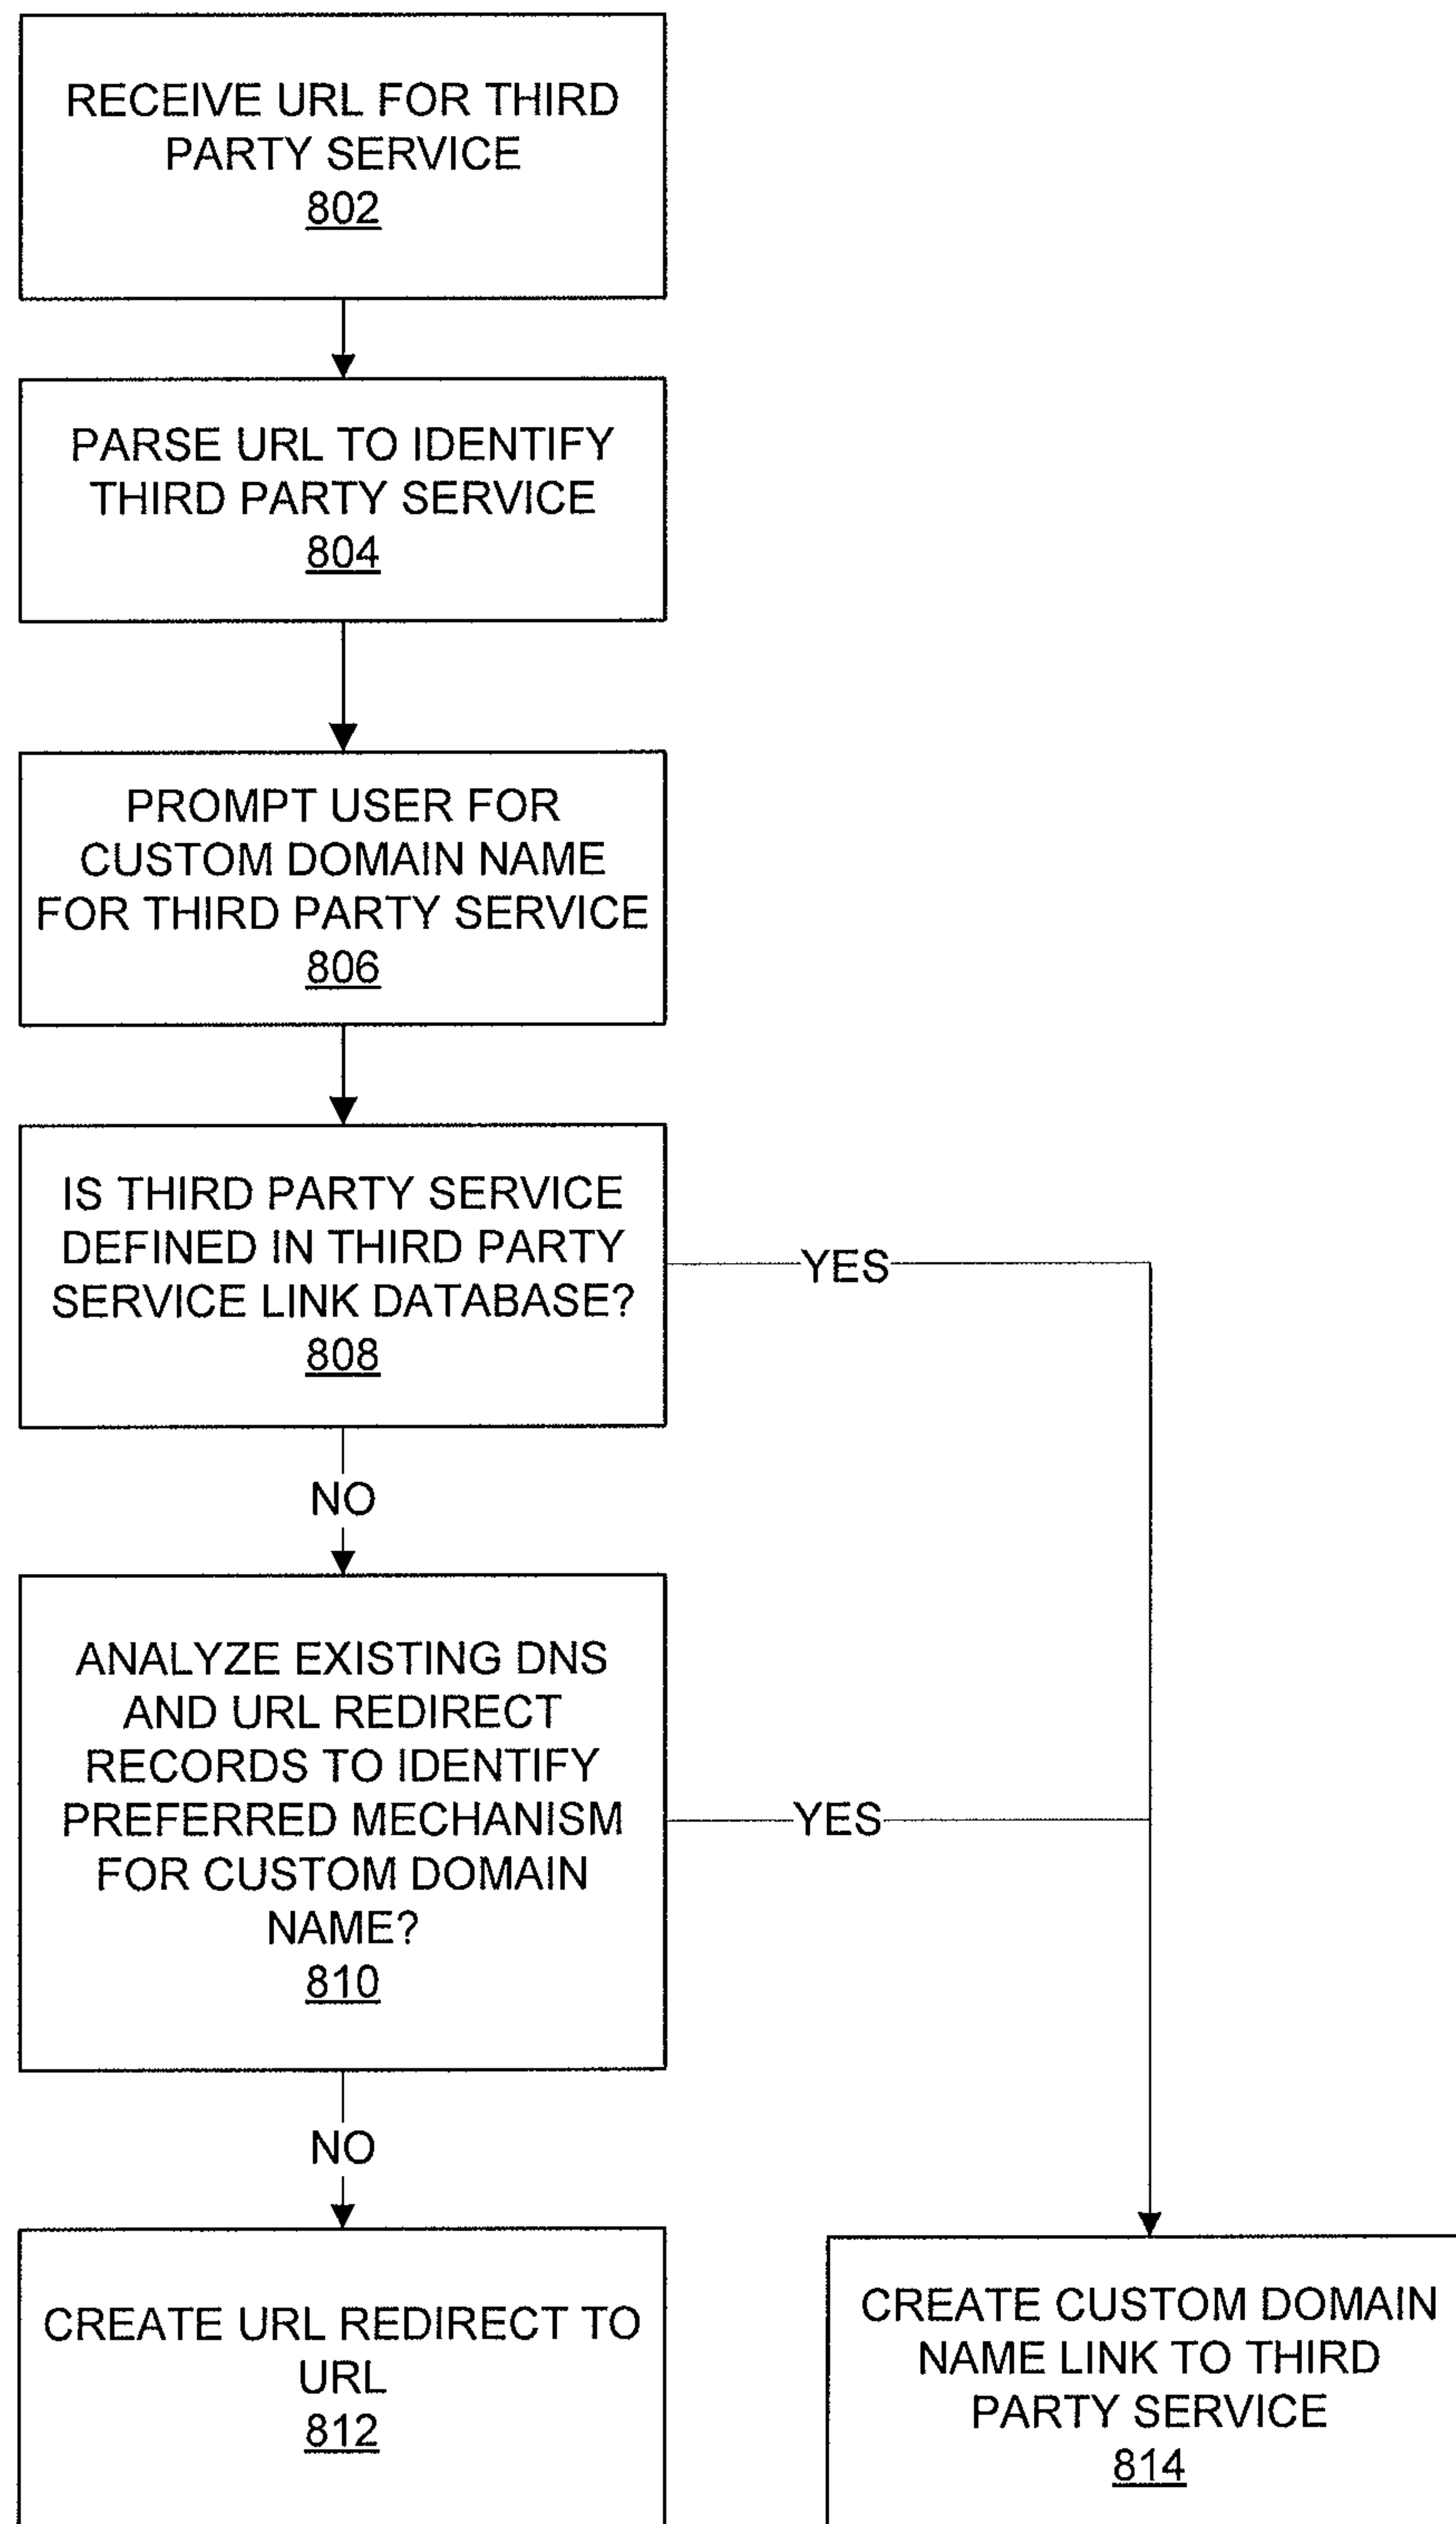 RECEIVE URL FOR THIRD
PARTY SERVICE
802
PARSE URL TO IDENTIFY
THIRD PARTY SERVICE
804
PROMPT USER FOR
CUSTOM DOMAIN NAME
FOR THIRD PARTY SERVICE
806
IS THIRD PARTY SERVICE
DEFINED IN THIRD PARTY
SERVICE LINK DATABASE?
808
YES
NO
ANALYZE EXISTING DNS
AND URL REDIRECT
RECORDS TO IDENTIFY
PREFERRED MECHANISM
FOR CUSTOM DOMAIN
NAME?
810
YES
NO
CREATE URL REDIRECT TO
URL
812
CREATE CUSTOM DOMAIN
NAME LINK TO THIRD
PARTY SERVICE
814